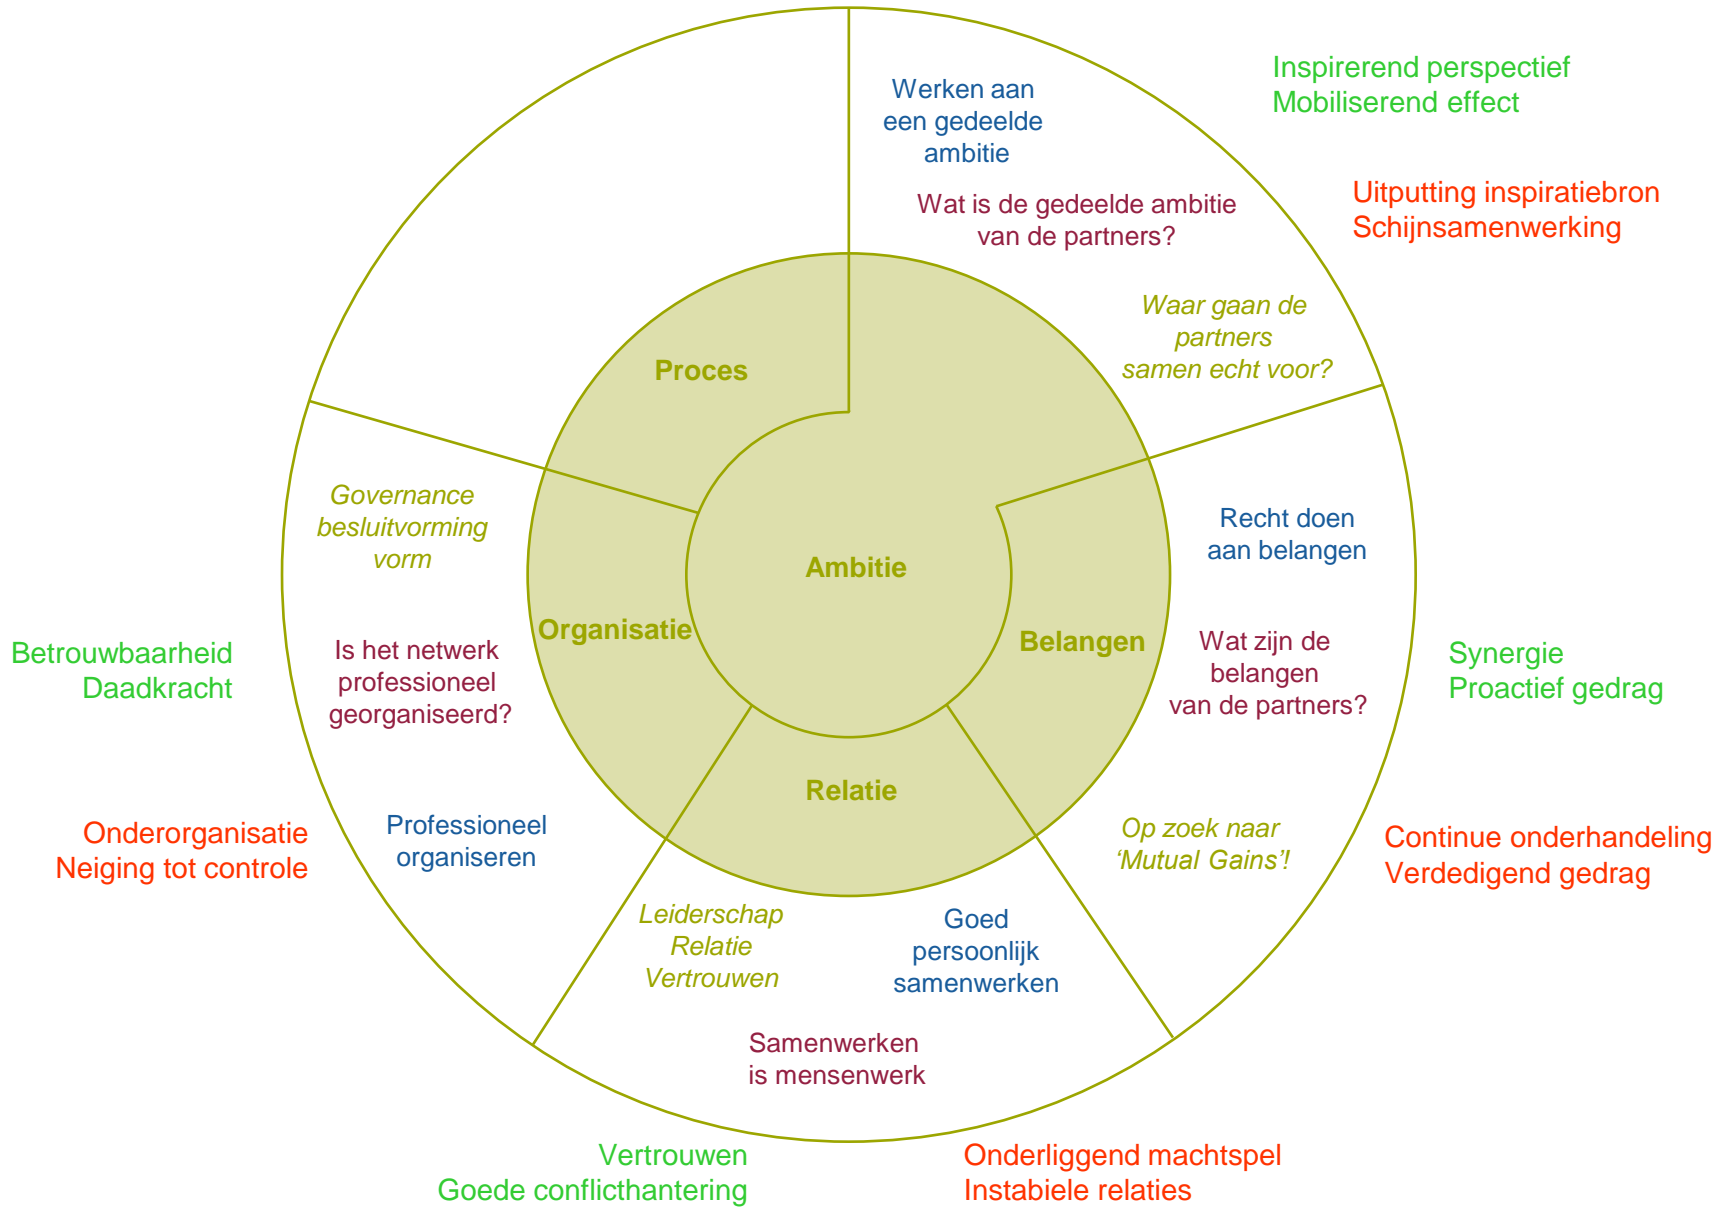 Inspirerend perspectief
Mobiliserend effect
Werken aan
een gedeelde
ambitie
Uitputting inspiratiebron
Schijnsamenwerking
Wat is de gedeelde ambitie
van de partners?
Waar gaan de
partners
samen echt voor?
Proces
Governance
besluitvorming
vorm
Recht doen
aan belangen
Ambitie
Organisatie
Belangen
Betrouwbaarheid
Daadkracht
Is het netwerk
professioneel
georganiseerd?
Wat zijn de
belangen
van de partners?
Synergie
Proactief gedrag
Relatie
Onderorganisatie
Neiging tot controle
Professioneel
organiseren
Op zoek naar
‘Mutual Gains’!
Continue onderhandeling
Verdedigend gedrag
Leiderschap
Relatie
Vertrouwen
Goed
persoonlijk
samenwerken
Samenwerken
is mensenwerk
Vertrouwen
Goede conflicthantering
Onderliggend machtspel
Instabiele relaties